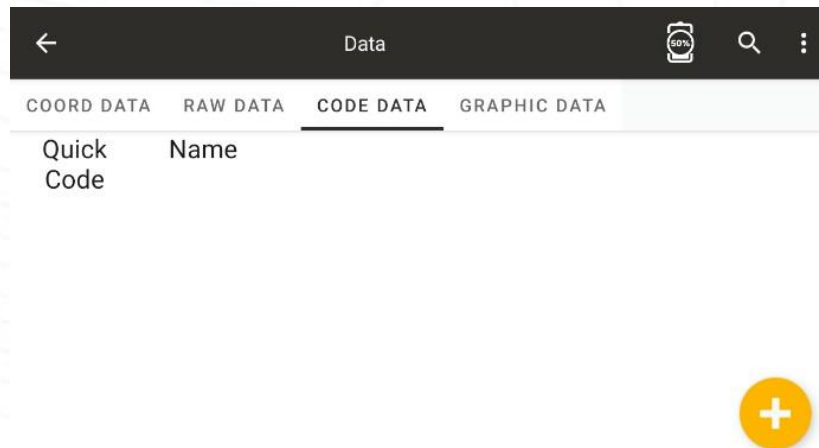 Data
50%
COORD DATA RAW DATA CODE DATA GRAPHIC DATA
Quick Name
Code